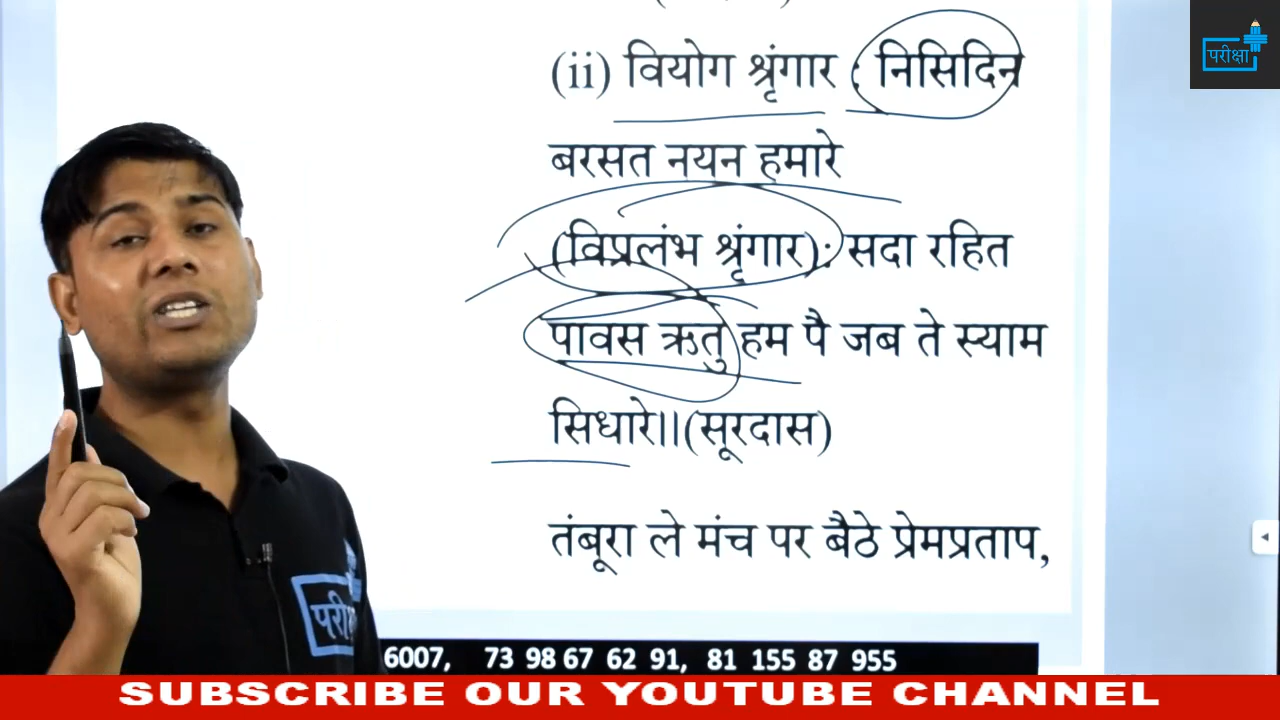 परीक्षा
(ii) वियोग श्रृंगार : निसिदिन
बरसत नयन हमारे
(विप्रलंभ श्रृंगार): सदा रहित
पावस ऋतु हम पै जब ते स्याम
सिधारे॥(सूरदास)
तंबूरा ले मंच पर बैठे प्रेमप्रताप,
परीक्षा
6007, 73 98 67 62 91, 81 155 87 955
SUBSCRIBE OUR YOUTUBE CHANNEL